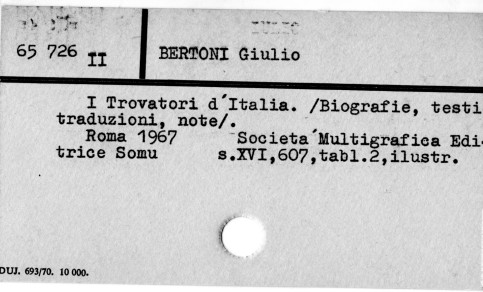 65 726 II
BERTONI Giulio
I Trovatori d´Italia. /Biografie, testi
traduzioni, note/.
Roma 1967 Societa´Multigrafica Edi-
trice Somu s.XVI,607,tabl.2,ilustr.
DUJ. 693/70. 10 000.